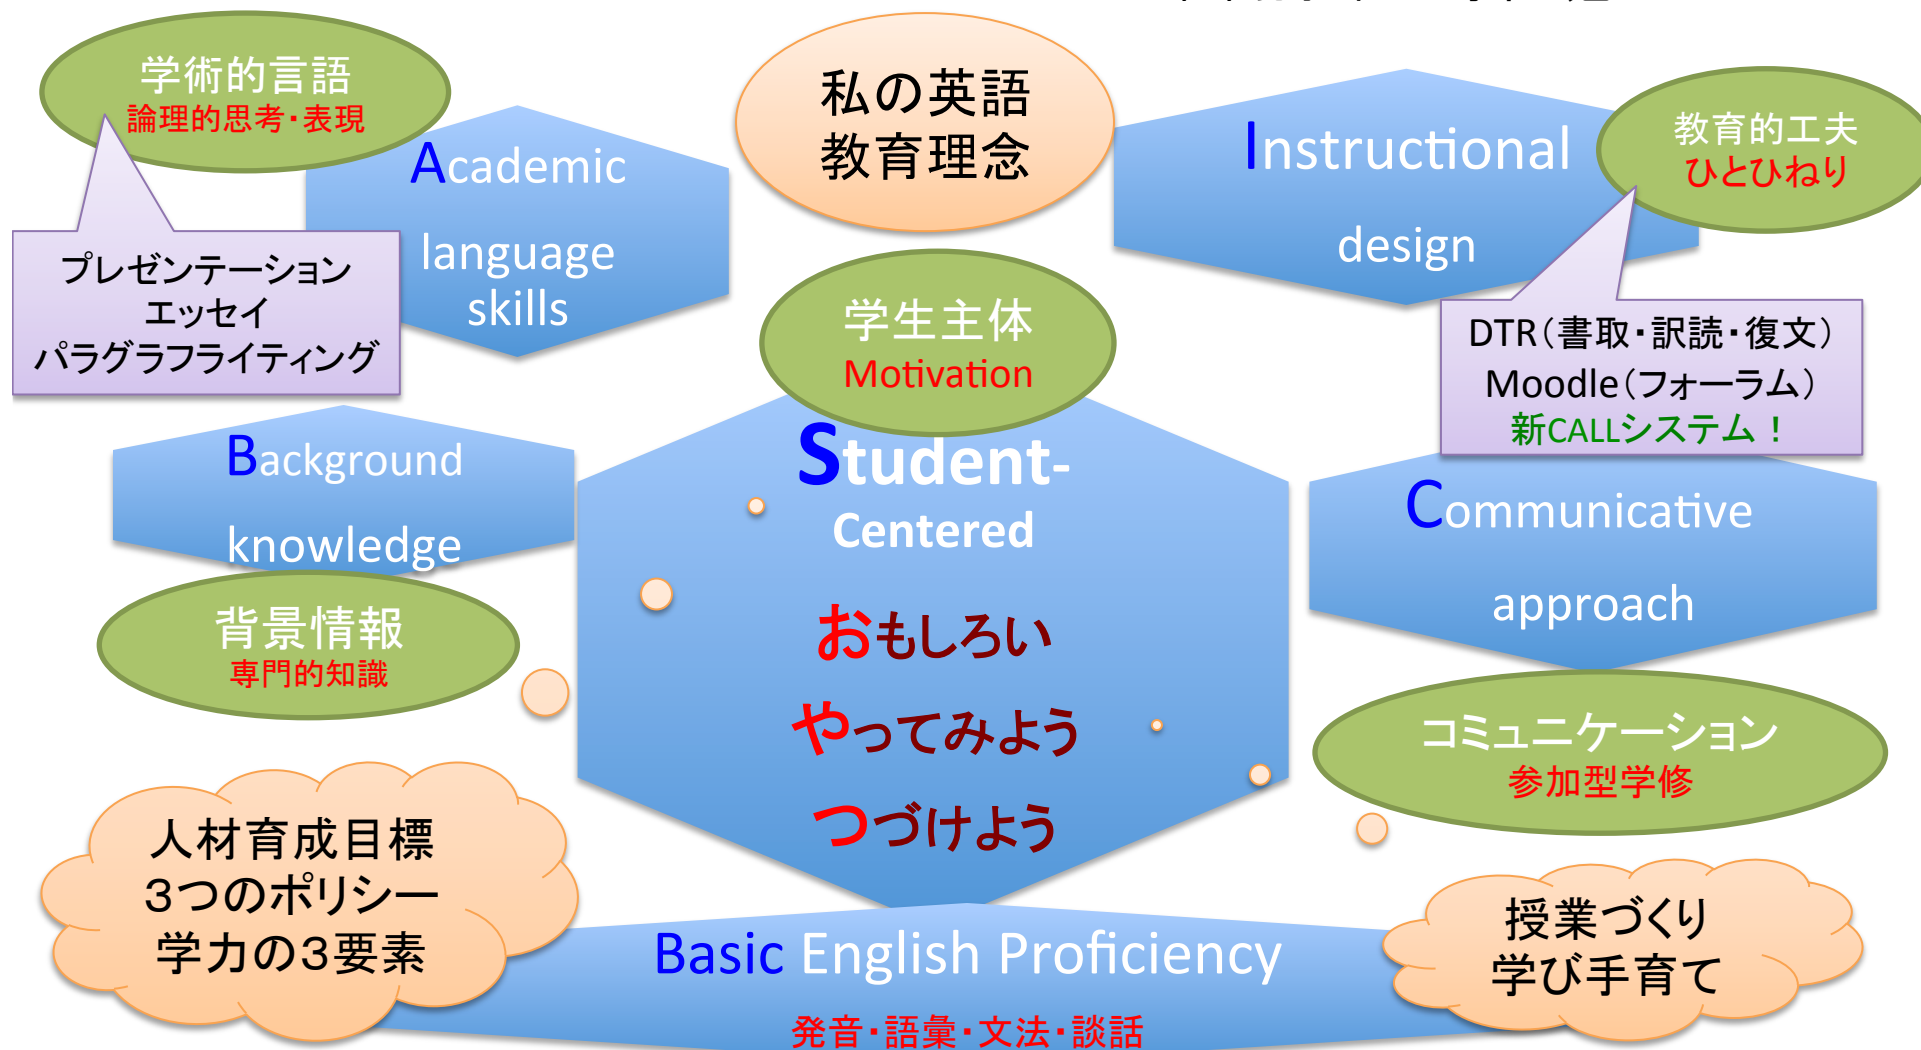 学術的言語
論理的思考・表現
Academic
language
skills
プレゼンテーション
エッセイ
パラグラフライティング
私の英語
教育理念
Instructional
design
教育的工夫
ひとひねり
DTR(書取・訳読・復文)
Moodle(フォーラム)
新CALLシステム!
学生主体
Motivation
Student-
Centered
おもしろい
やってみよう
つづけよう
Background
knowledge
背景情報
専門的知識
Communicative
approach
コミュニケーション
参加型学修
人材育成目標
3つのポリシー
学力の3要素
授業づくり
学び手育て
Basic English Proficiency
発音・語彙・文法・談話